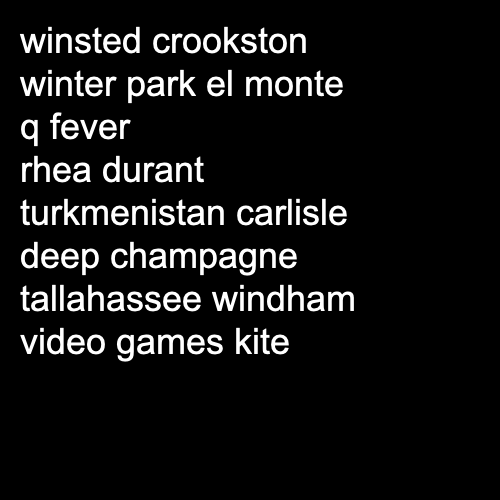 winsted crookston
winter park el monte
q fever
rhea durant
turkmenistan carlisle
deep champagne
tallahassee windham
video games kite